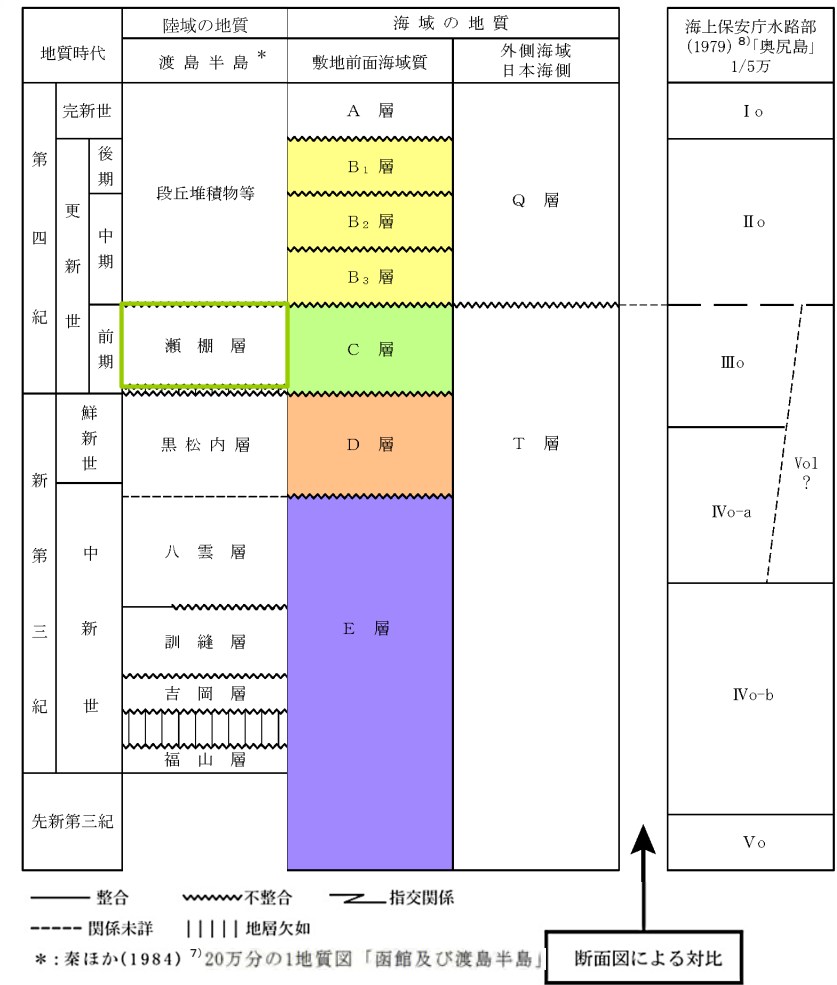 地質時代
陸域の地質
海域の地質
渡島半島*
敷地前面海域質
外側海域
日本海側
海上保安庁水路部
(1979) 8)「奥尻島」
1/5万
第四紀
完新世
更新世
後期
中期
前期
新第三紀
鮮新世
中新世
先新第三紀
段丘堆積物等
瀬棚層
黒松内層
八雲層
訓縫層
吉岡層
福山層
A 層
B₁ 層
B₂ 層
B₃ 層
C 層
D 層
E 層
Q 層
T 層
Ⅰo
Ⅱo
Ⅲo
Ⅳo-a
Vol
?
Ⅳo-b
Ⅴo
整合
不整合
指交関係
関係未詳
地層欠如
*:秦ほか(1984) 7)20万分の1地質図「函館及び渡島半島」
断面図による対比